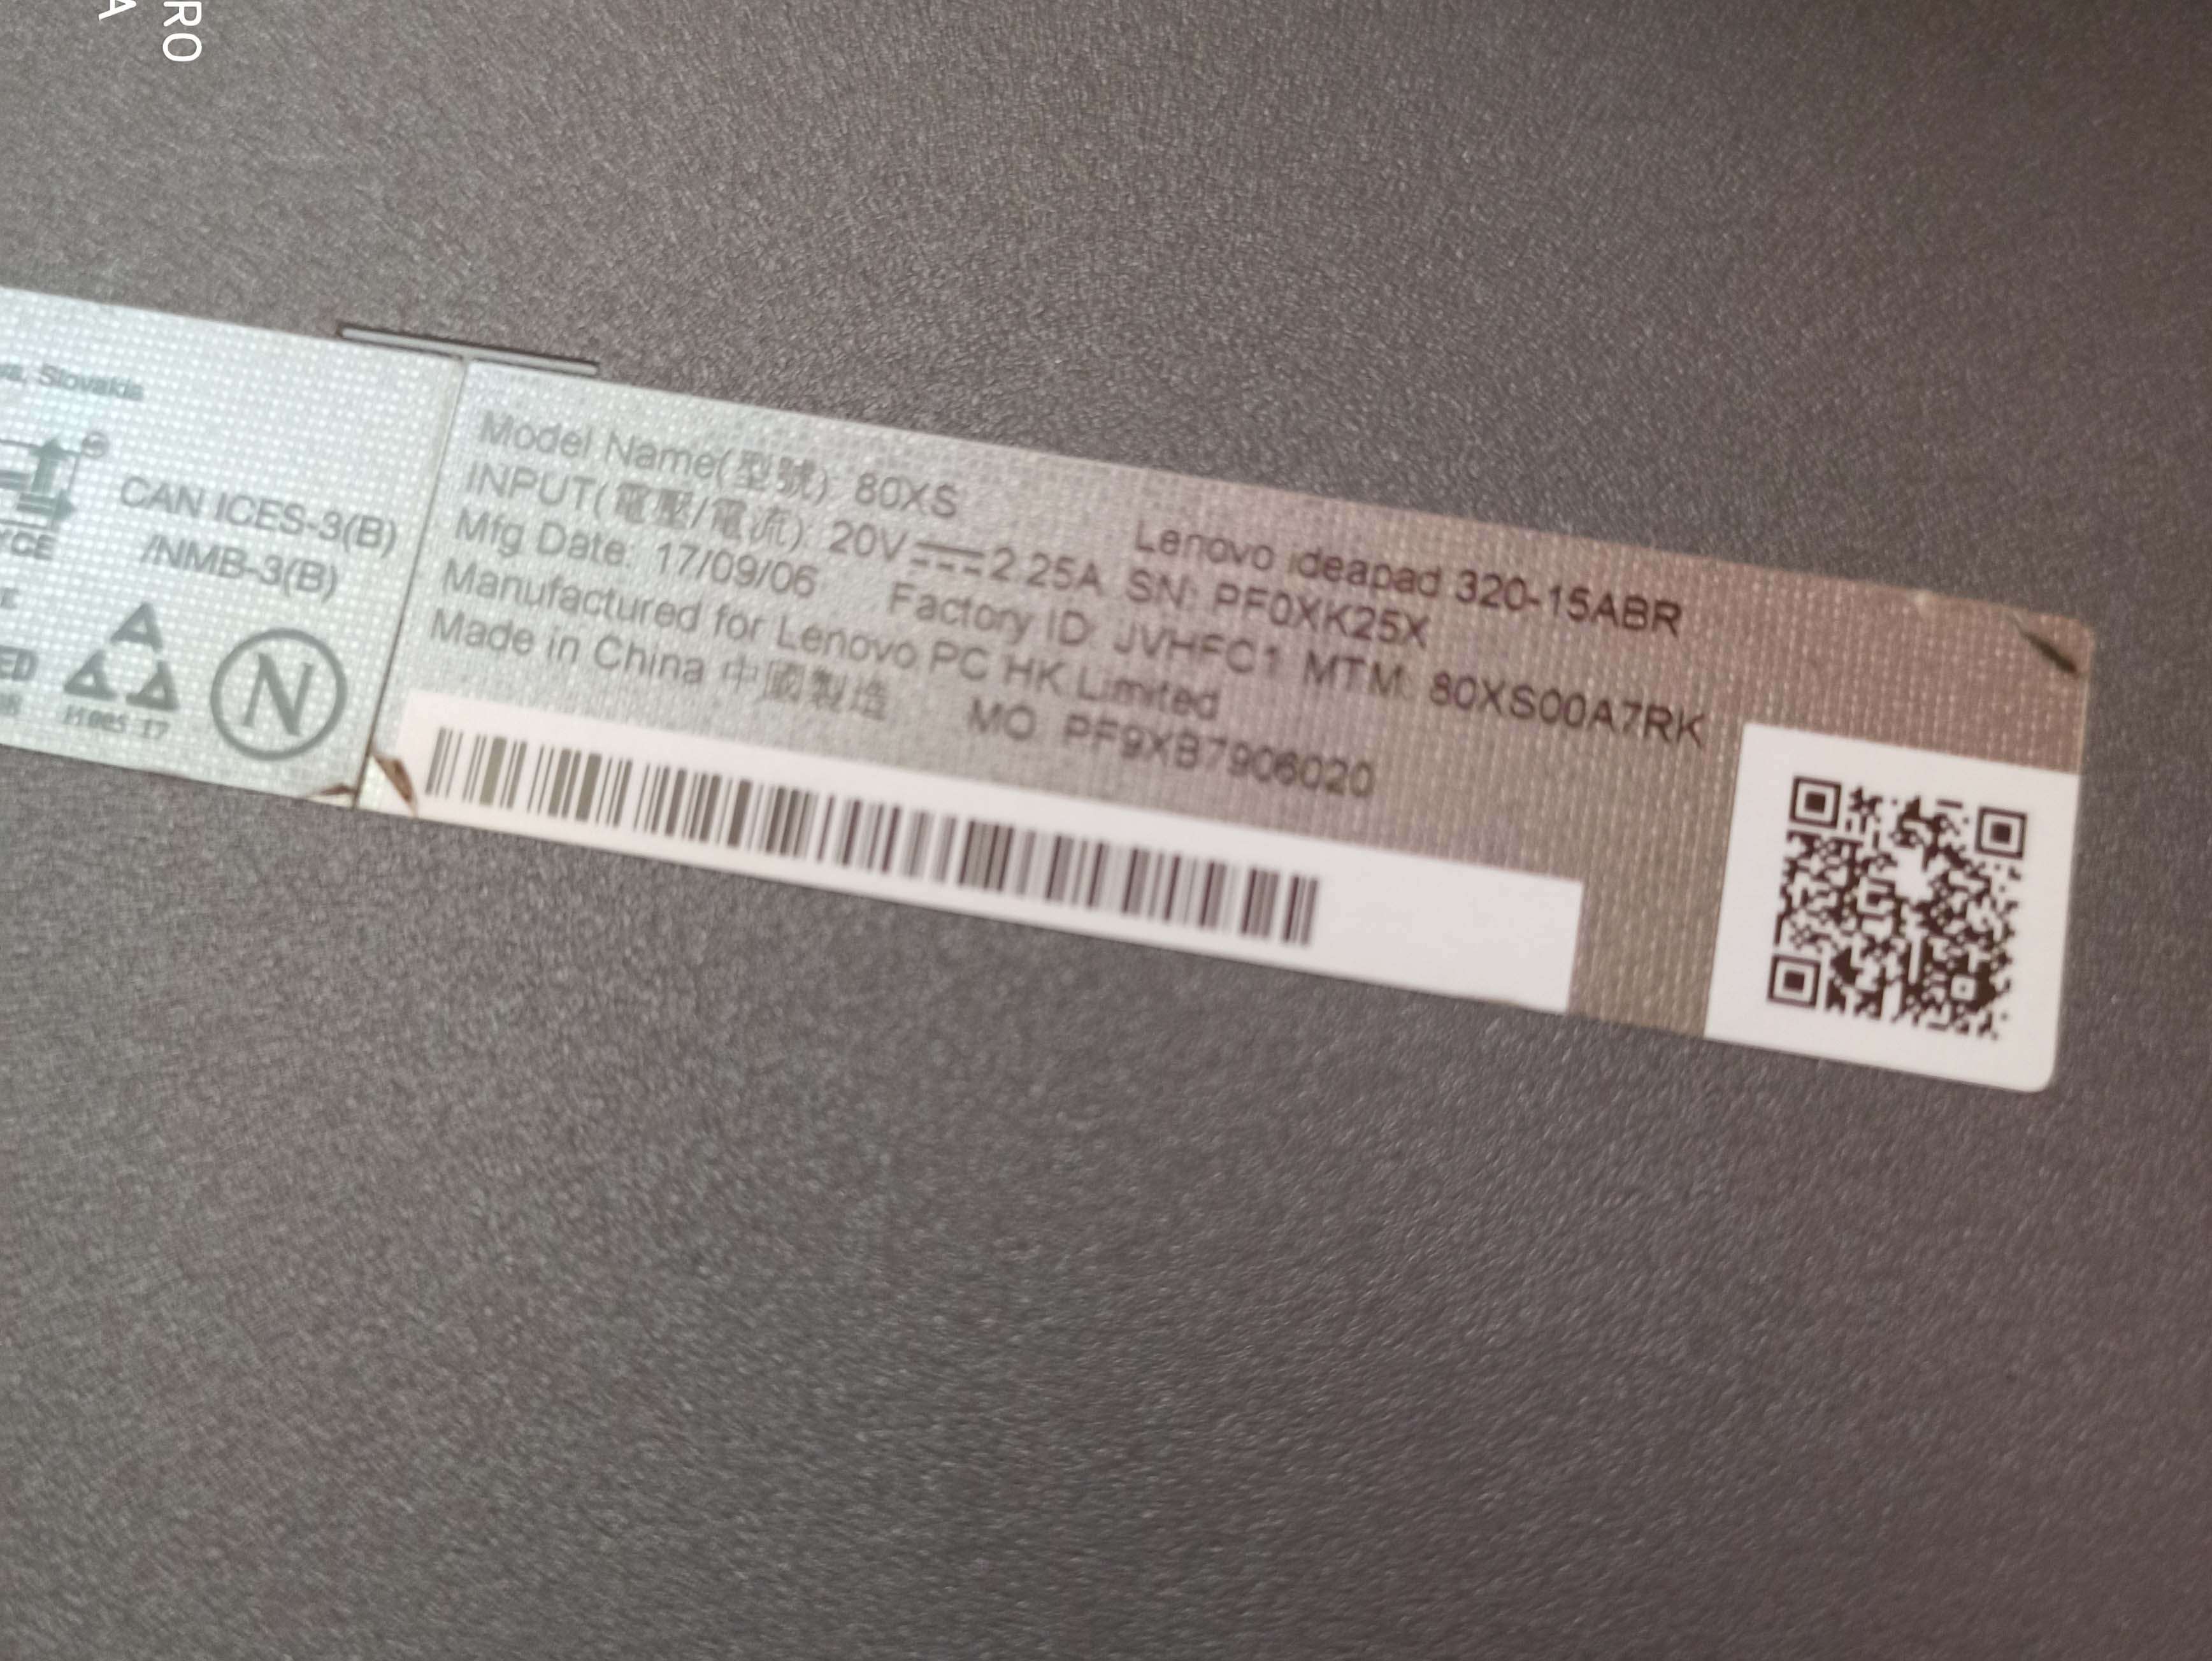 RO
A
Slovakia
CAN ICES-3(B)
/NMB-3(B)
N
Model Name(型號): 80XS
Lenovo ideapad 320-15ABR
INPUT(電壓/電流): 20V 2.25A SN: PF0XK25X
Mfg Date: 17/09/06 Factory ID: JVHFC1 MTM: 80XS00A7RK
Manufactured for Lenovo PC HK Limited
Made in China 中國製造 MO: PF9XB7906020